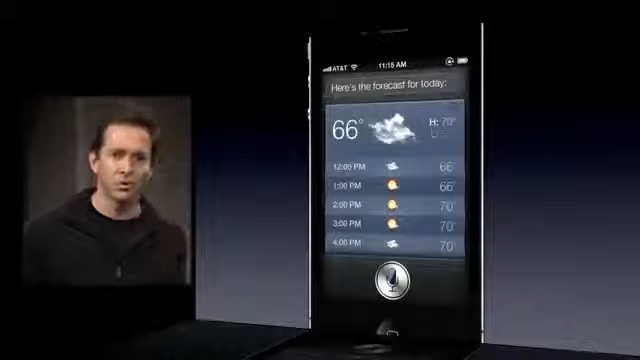 AT&T 11:15 AM
Here's the forecast for today:
66° H: 70°
12:00 PM 66
1:00 PM 66°
2:00 PM 70°
3:00 PM 70°
4:00 PM 70°